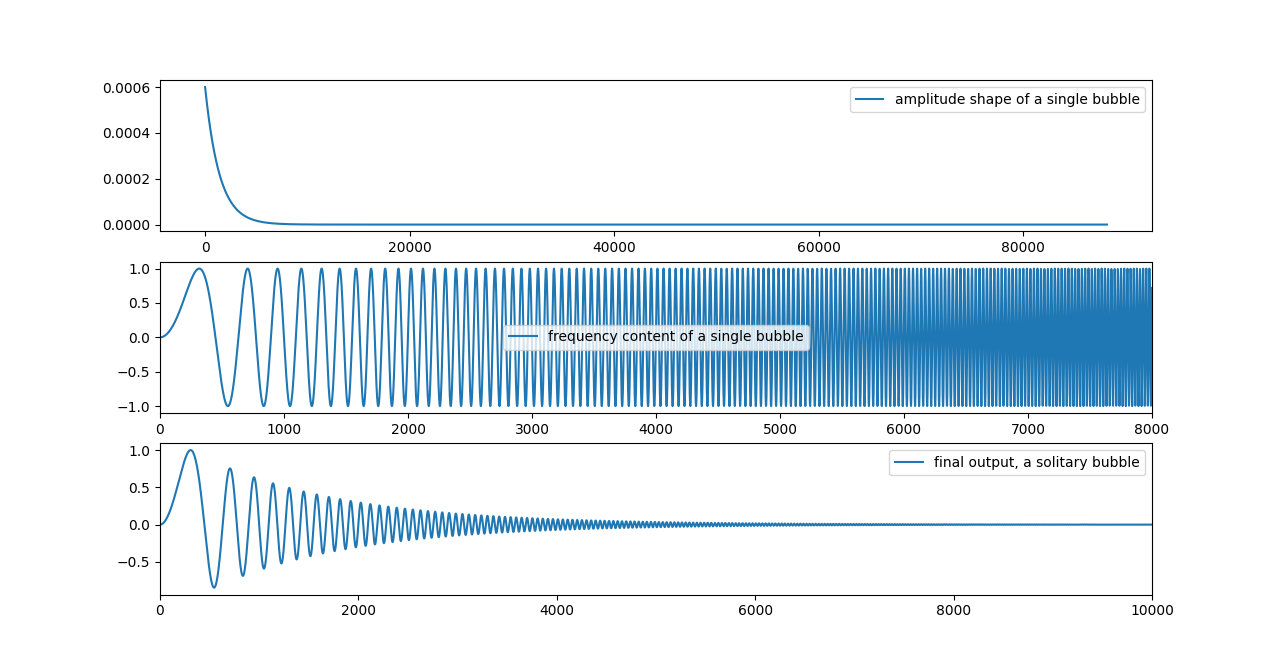 0.0006
amplitude shape of a single bubble
0.0004
0.0002
0.0000
0 20000 40000 60000 80000
1.0
0.5
0.0
frequency content of a single bubble
−0.5
−1.0
0 1000 2000 3000 4000 5000 6000 7000 8000
1.0
final output, a solitary bubble
0.5
0.0
−0.5
0 2000 4000 6000 8000 10000